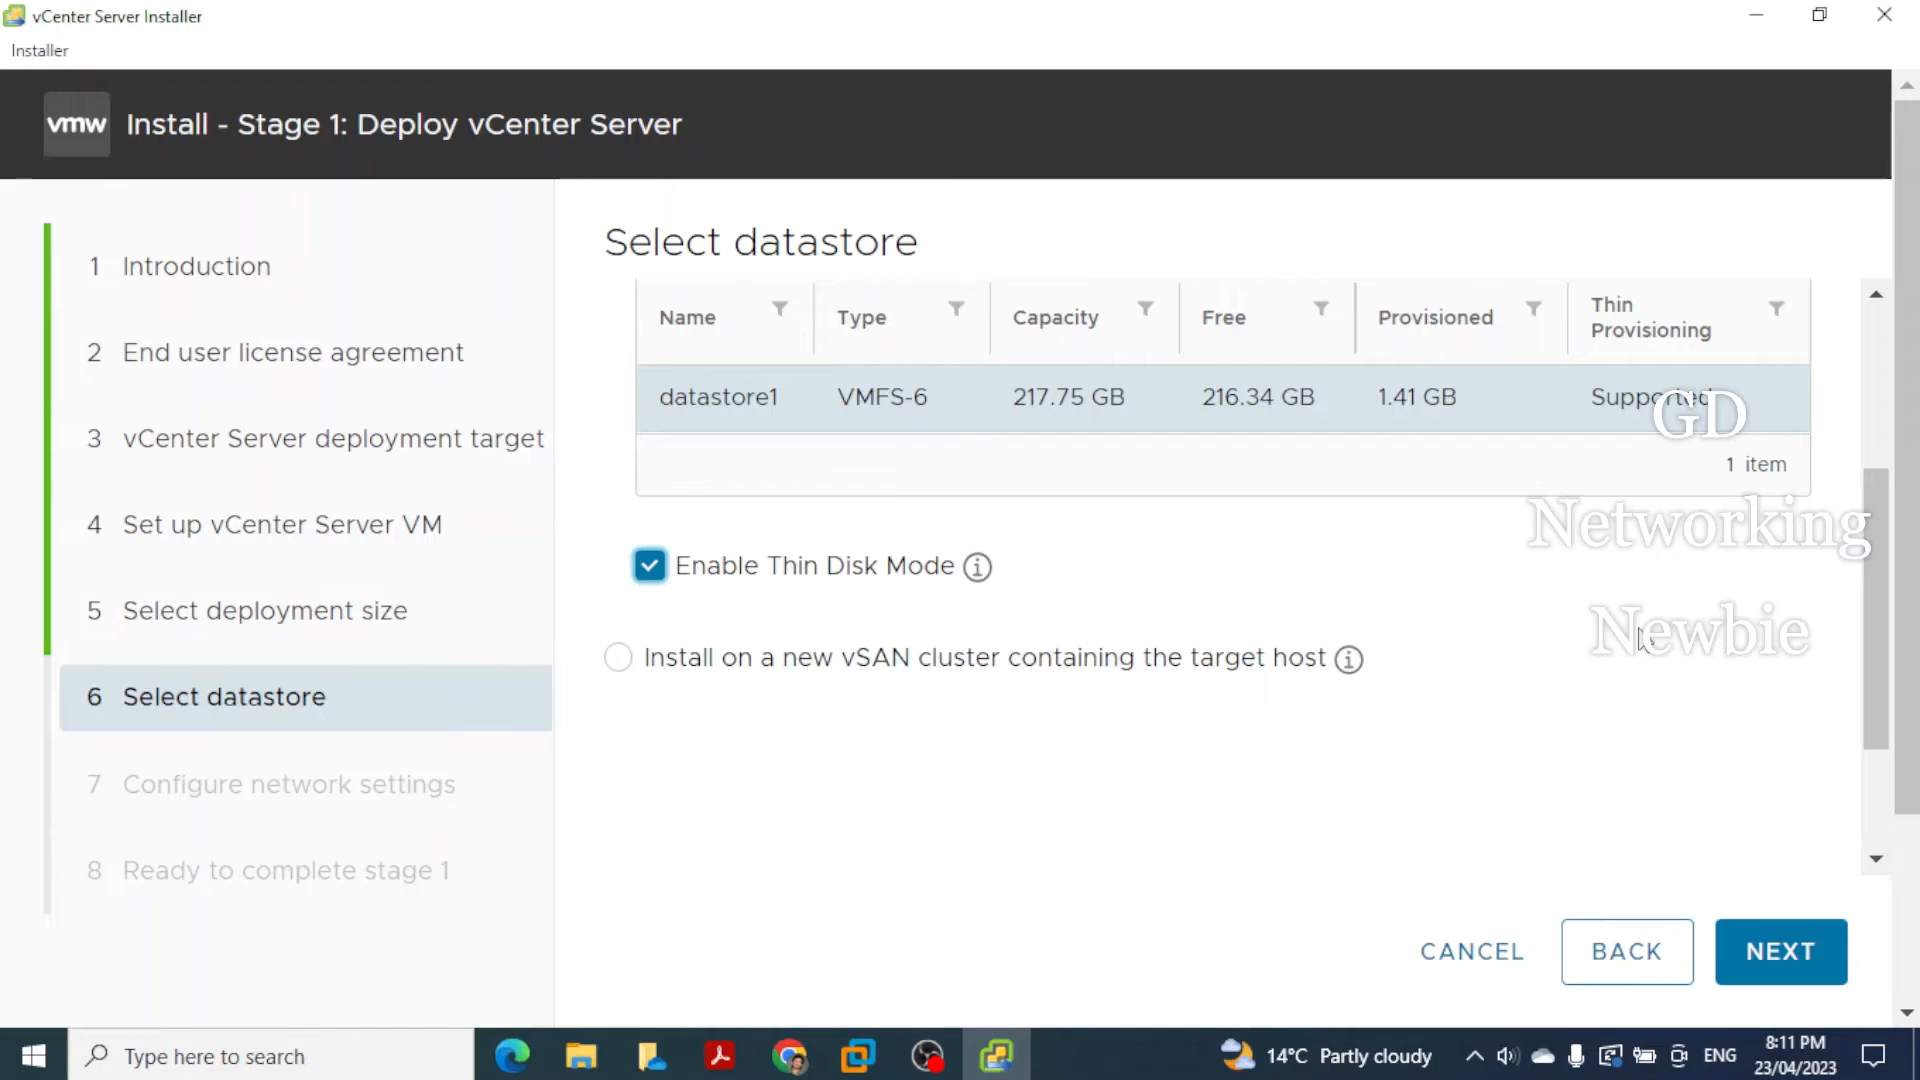 vCenter Server Installer
Installer
vmw Install - Stage 1: Deploy vCenter Server
1 Introduction
2 End user license agreement
3 vCenter Server deployment target
4 Set up vCenter Server VM
5 Select deployment size
6 Select datastore
7 Configure network settings
8 Ready to complete stage 1
Select datastore
Name Type Capacity Free Provisioned Thin Provisioning
datastore1 VMFS-6 217.75 GB 216.34 GB 1.41 GB Supported
1 item
Enable Thin Disk Mode
Install on a new vSAN cluster containing the target host
GD
Networking
Newbie
CANCEL BACK NEXT
Type here to search
14°C Partly cloudy
ENG
8:11 PM
23/04/2023